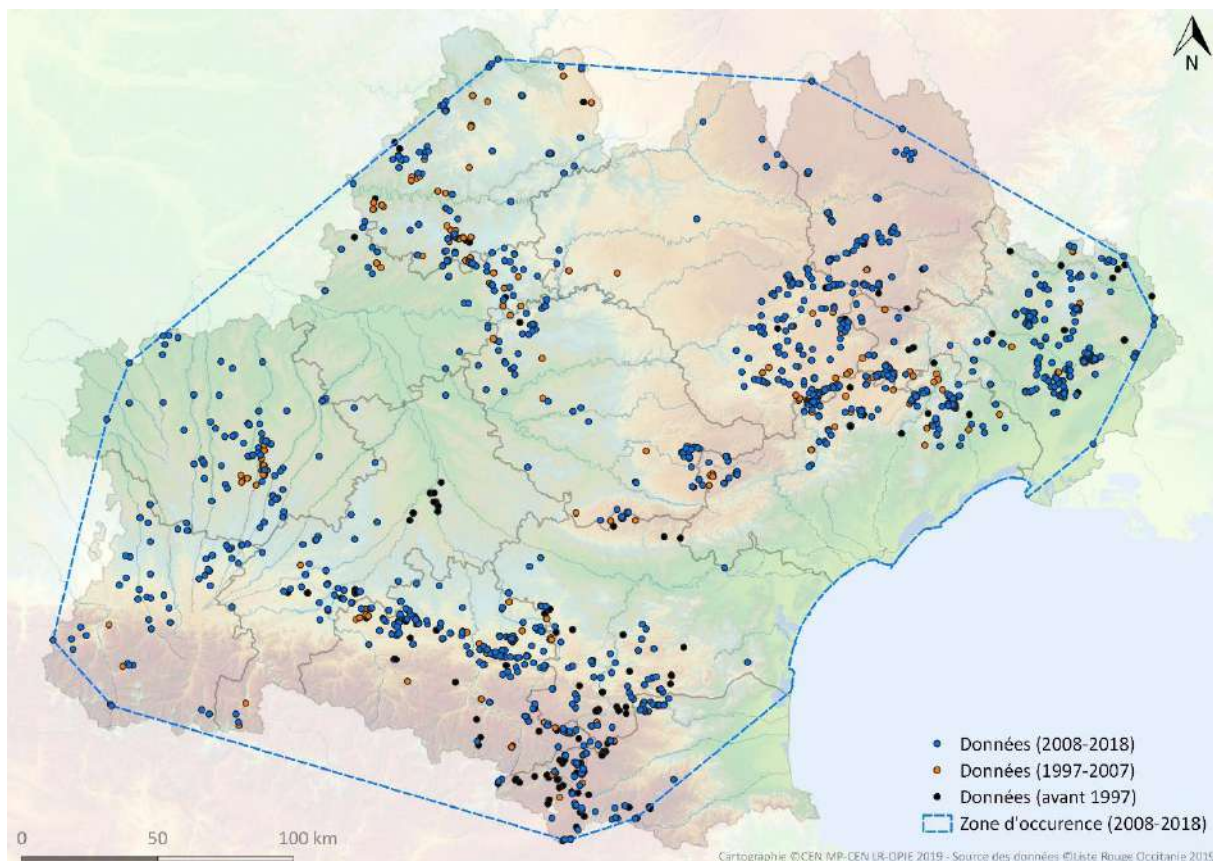 N
Données (2008-2018)
Données (1997-2007)
Données (avant 1997)
Zone d'occurence (2008-2018)
0 50 100 km
Cartographie ©CEN MP-CEN LR-OPIE 2019 - Source des données ©Liste Rouge Occitanie 2019